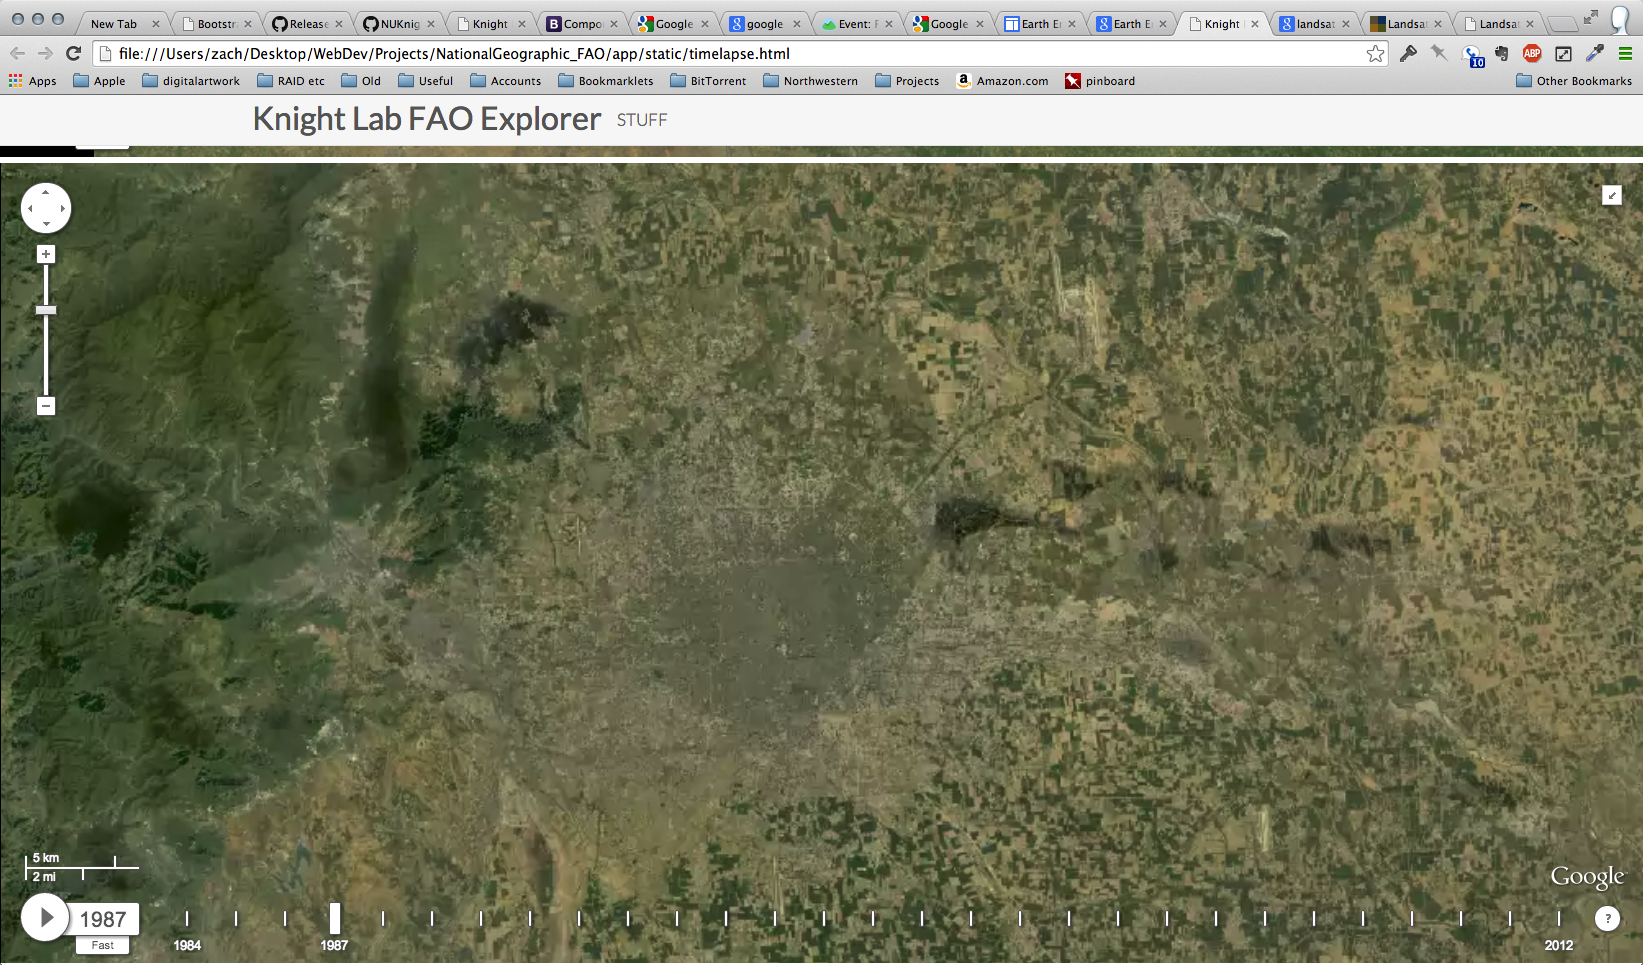 New Tab
Bootstr
Release
NUKnig
Knight
Compo
Google
google
Event: F
Google
Earth E
Earth E
Knight
landsat
Landsat
Landsat
file:///Users/zach/Desktop/WebDev/Projects/NationalGeographic_FAO/app/static/timelapse.html
10
ABP
Apps Apple digitalartwork RAID etc Old Useful Accounts Bookmarklets BitTorrent Northwestern Projects Amazon.com pinboard Other Bookmarks
Knight Lab FAO Explorer STUFF
5 km
2 mi
Google
1987
Fast
1984
1987
2012
?